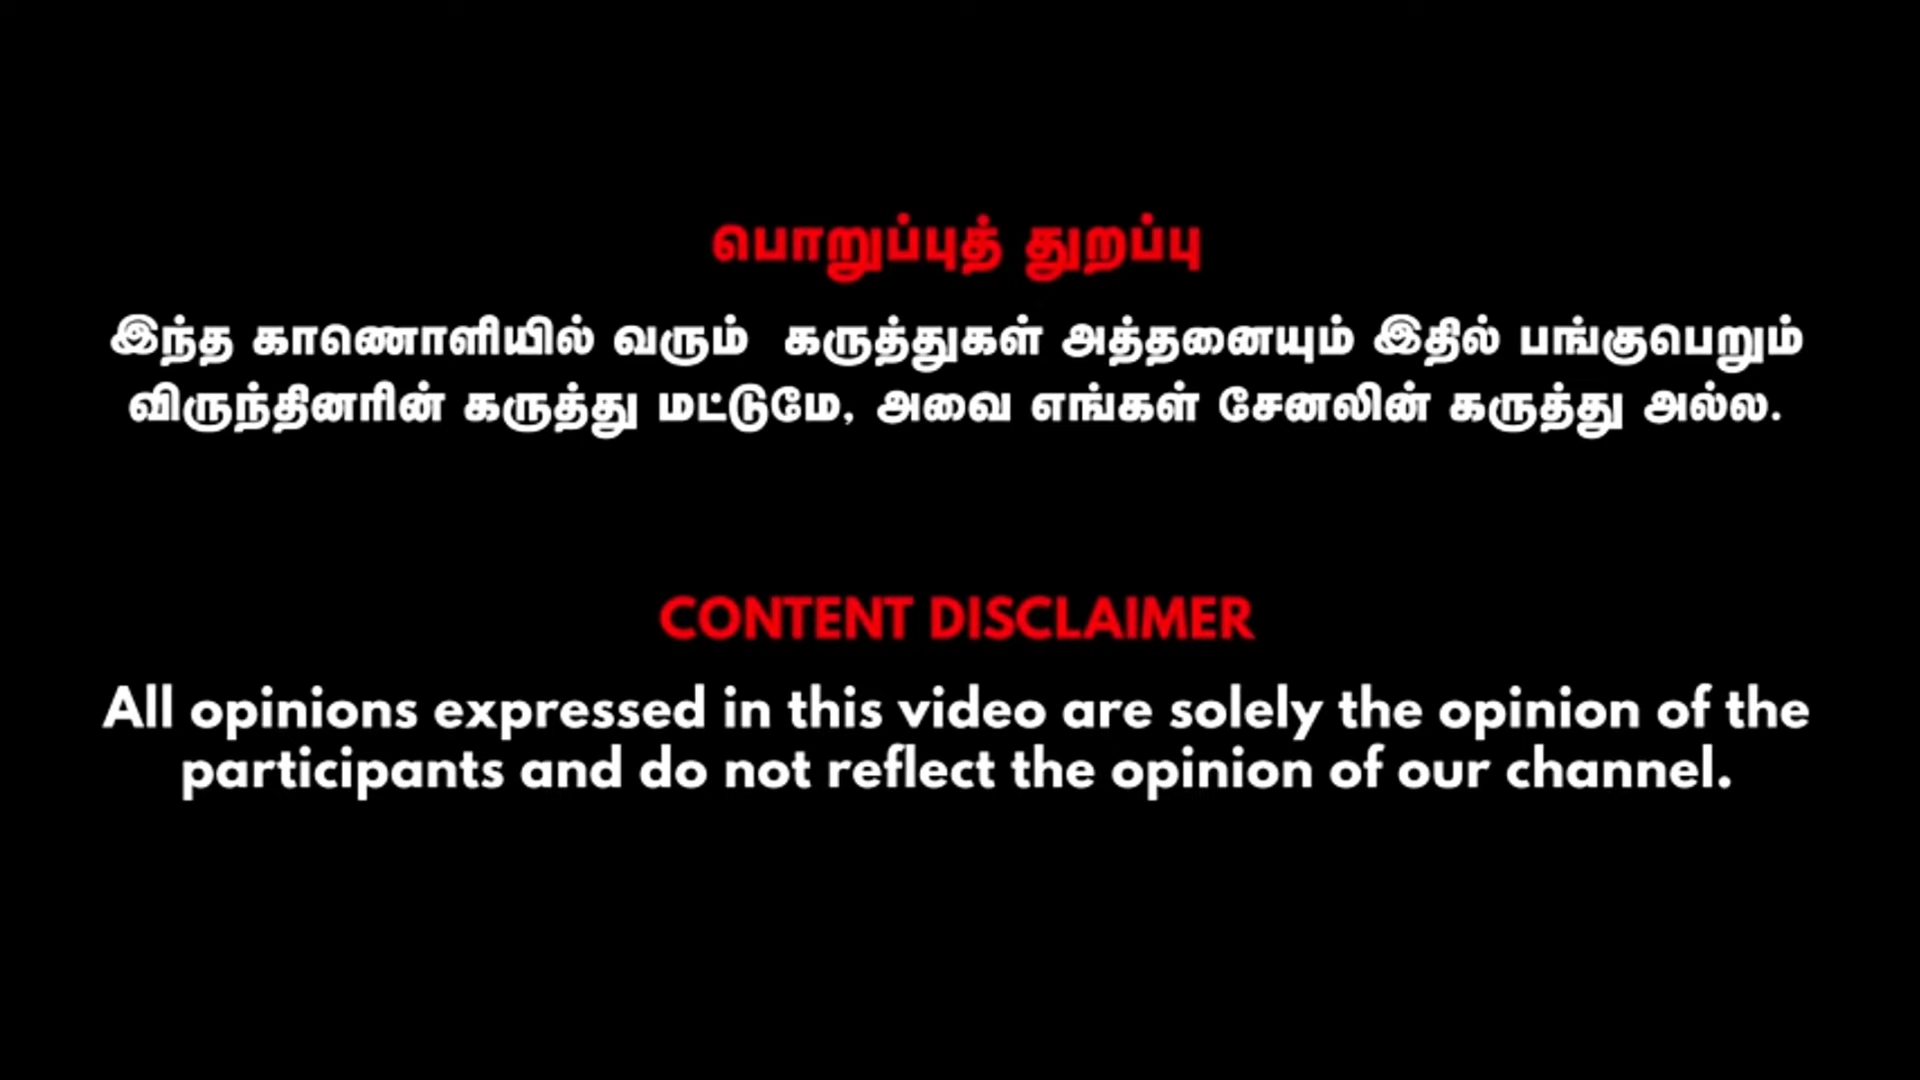 பொறுப்புத் துறப்பு
இந்த காணொளியில் வரும் கருத்துகள் அத்தனையும் இதில் பங்குபெறும்
விருந்தினரின் கருத்து மட்டுமே, அவை எங்கள் சேனலின் கருத்து அல்ல.
CONTENT DISCLAIMER
All opinions expressed in this video are solely the opinion of the
participants and do not reflect the opinion of our channel.